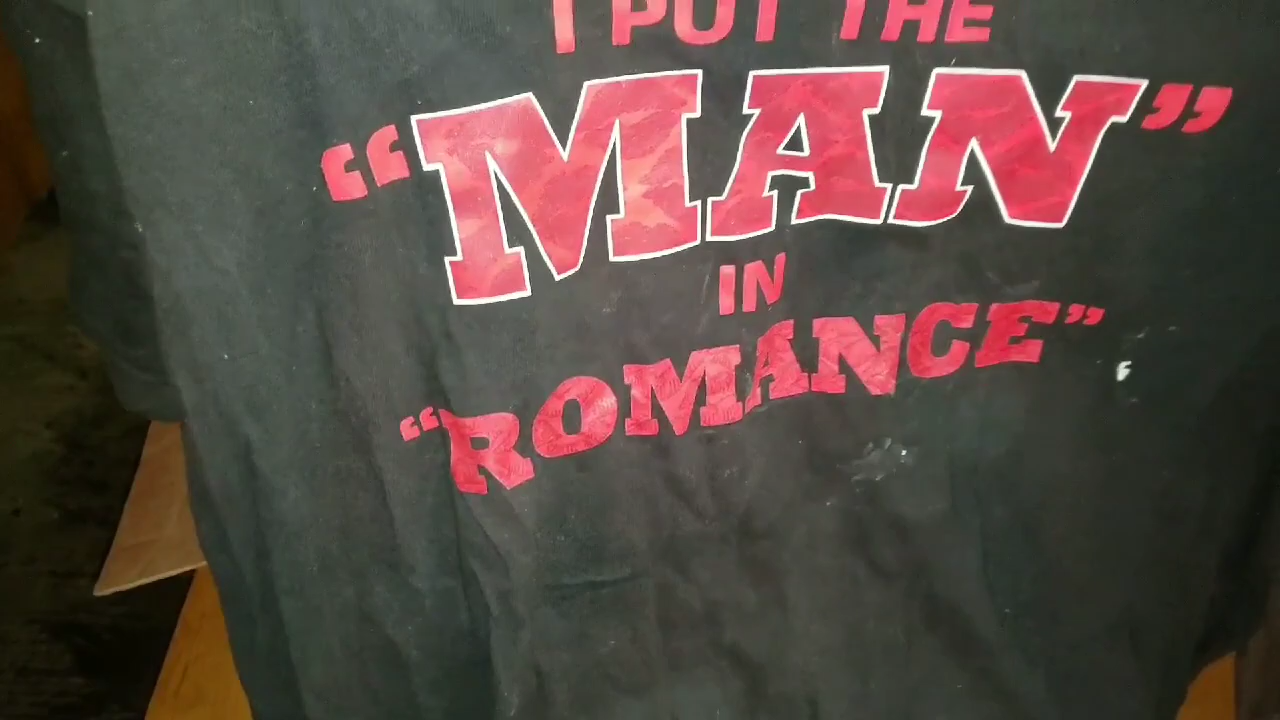 I PUT THE
“MAN”
IN
“ROMANCE”